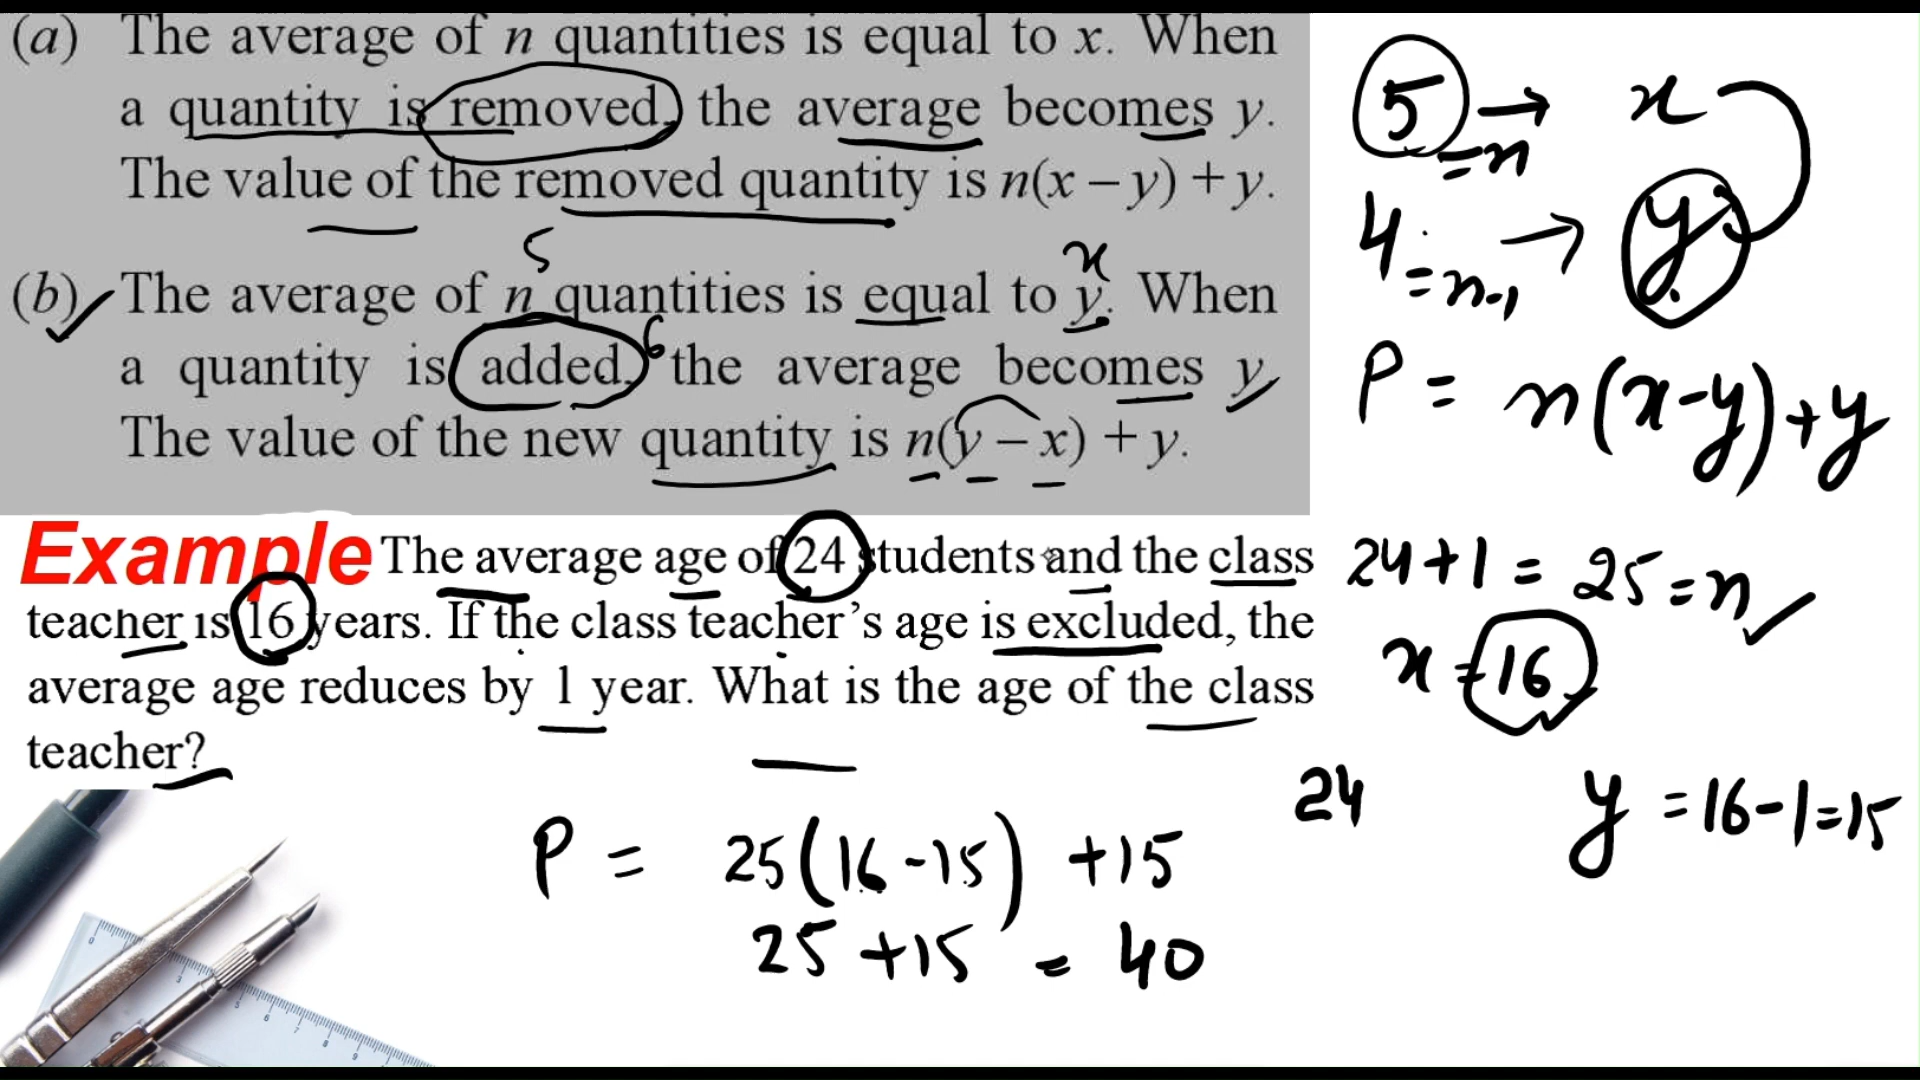 (a) The average of n quantities is equal to x. When
a quantity is removed, the average becomes y.
The value of the removed quantity is n(x – y) + y.
5 x
(b) The average of n quantities is equal to y. When
6
a quantity is added, the average becomes y
The value of the new quantity is n(y – x) + y.
5 → x
= n
4 → y
= n-1
P = n(x-y)+y
Example The average age of 24 students and the class
teacher is 16 years. If the class teacher's age is excluded, the
average age reduces by 1 year. What is the age of the class
teacher?
24+1 = 25 = n
x = 16
24 y = 16-1=15
P = 25(16-15) +15
25 +15 = 40